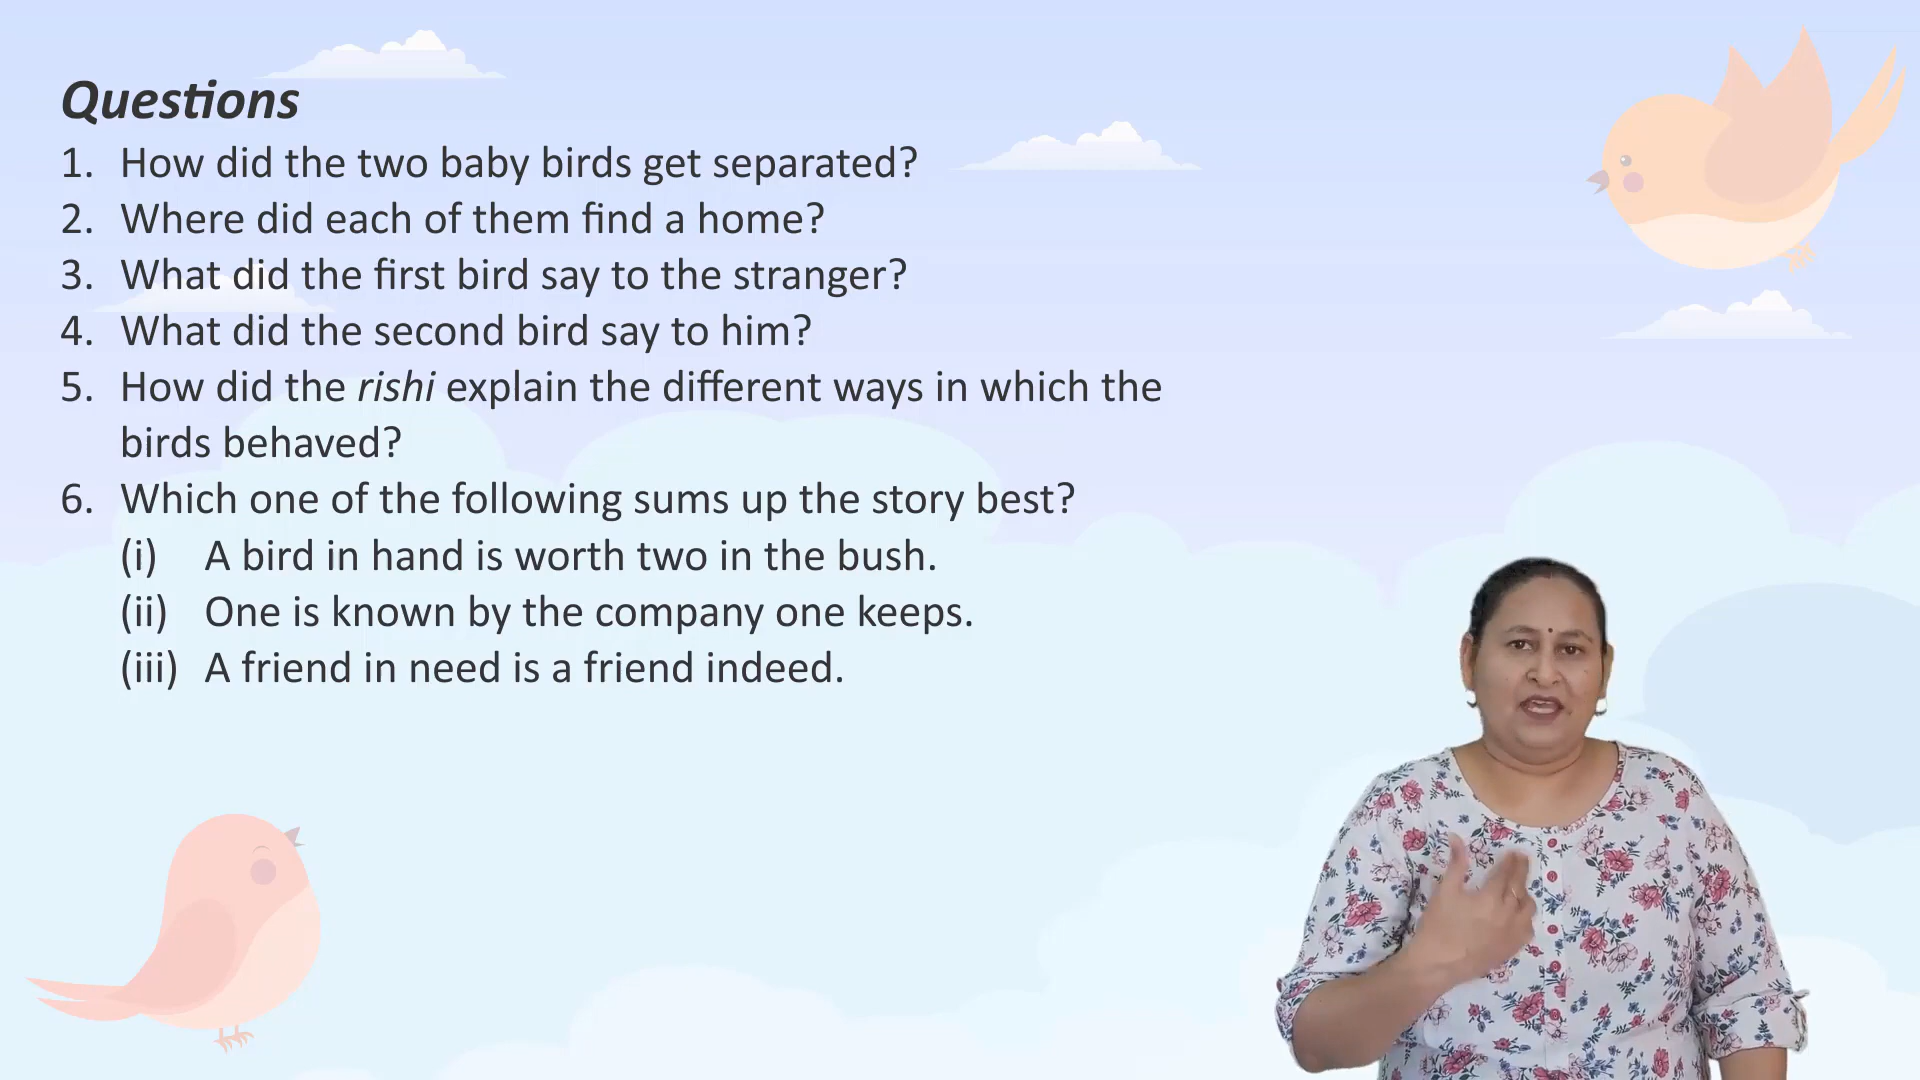 Questions
1. How did the two baby birds get separated?
2. Where did each of them find a home?
3. What did the first bird say to the stranger?
4. What did the second bird say to him?
5. How did the rishi explain the different ways in which the
birds behaved?
6. Which one of the following sums up the story best?
(i) A bird in hand is worth two in the bush.
(ii) One is known by the company one keeps.
(iii) A friend in need is a friend indeed.